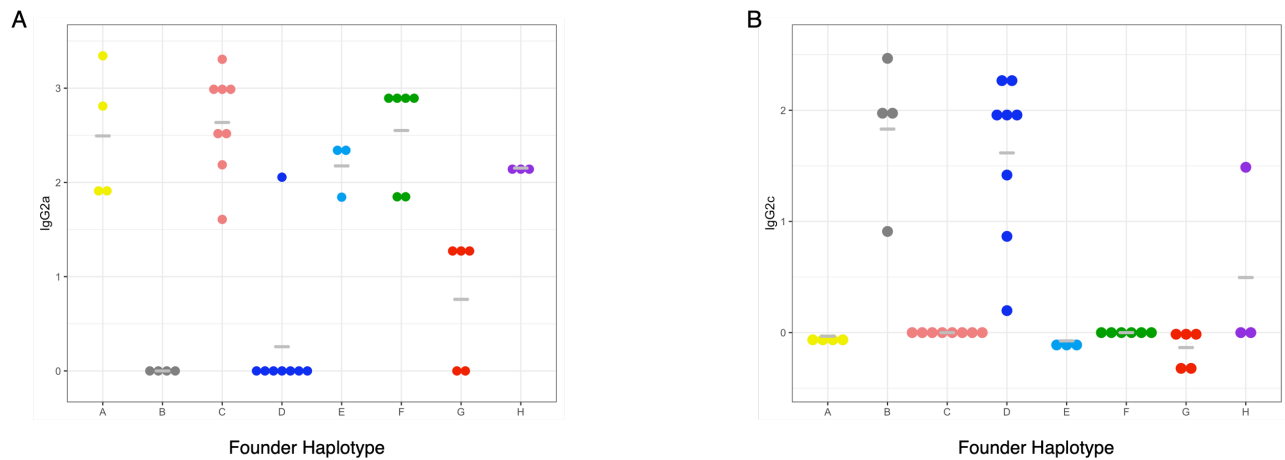 A
IgG2a
3
2
1
0
A B C D E F G H
Founder Haplotype
B
IgG2c
2
1
0
A B C D E F G H
Founder Haplotype